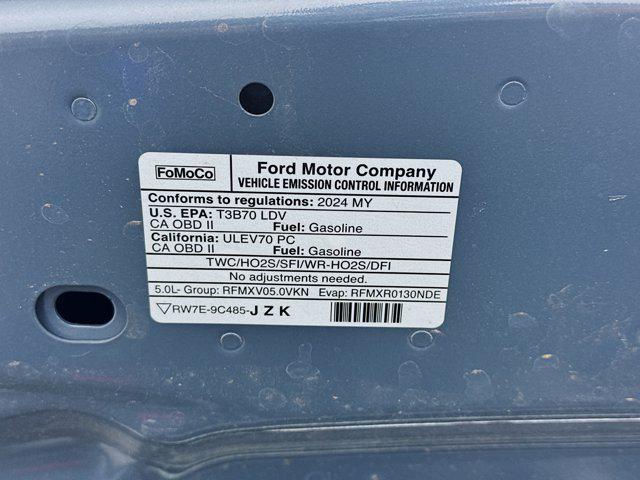 FoMoCo
Ford Motor Company
VEHICLE EMISSION CONTROL INFORMATION
Conforms to regulations: 2024 MY
U.S. EPA: T3B70 LDV
CA OBD II Fuel: Gasoline
California: ULEV70 PC
CA OBD II Fuel: Gasoline
TWC/HO2S/SFI/WR-HO2S/DFI
No adjustments needed.
5.0L- Group: RFMXV05.0VKN Evap: RFMXR0130NDE
RW7E-9C485-J Z K